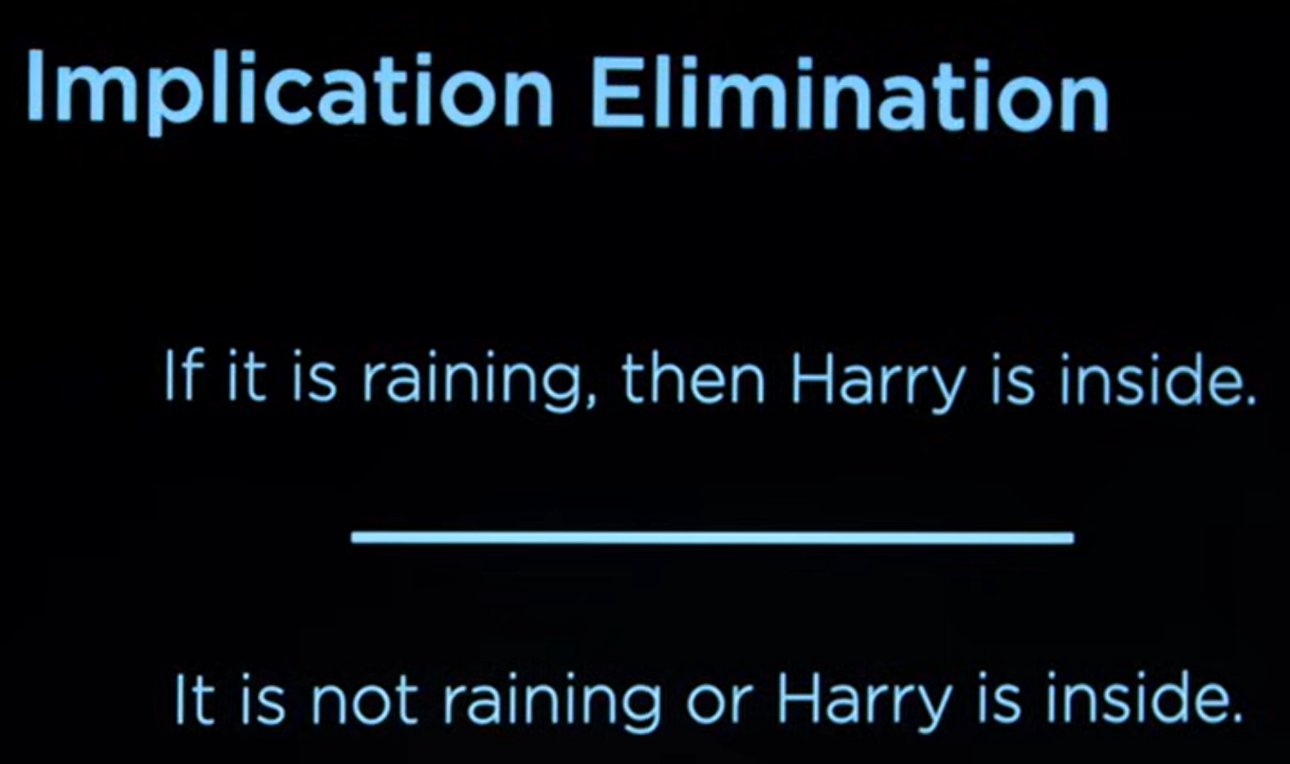 Implication Elimination
If it is raining, then Harry is inside.
It is not raining or Harry is inside.